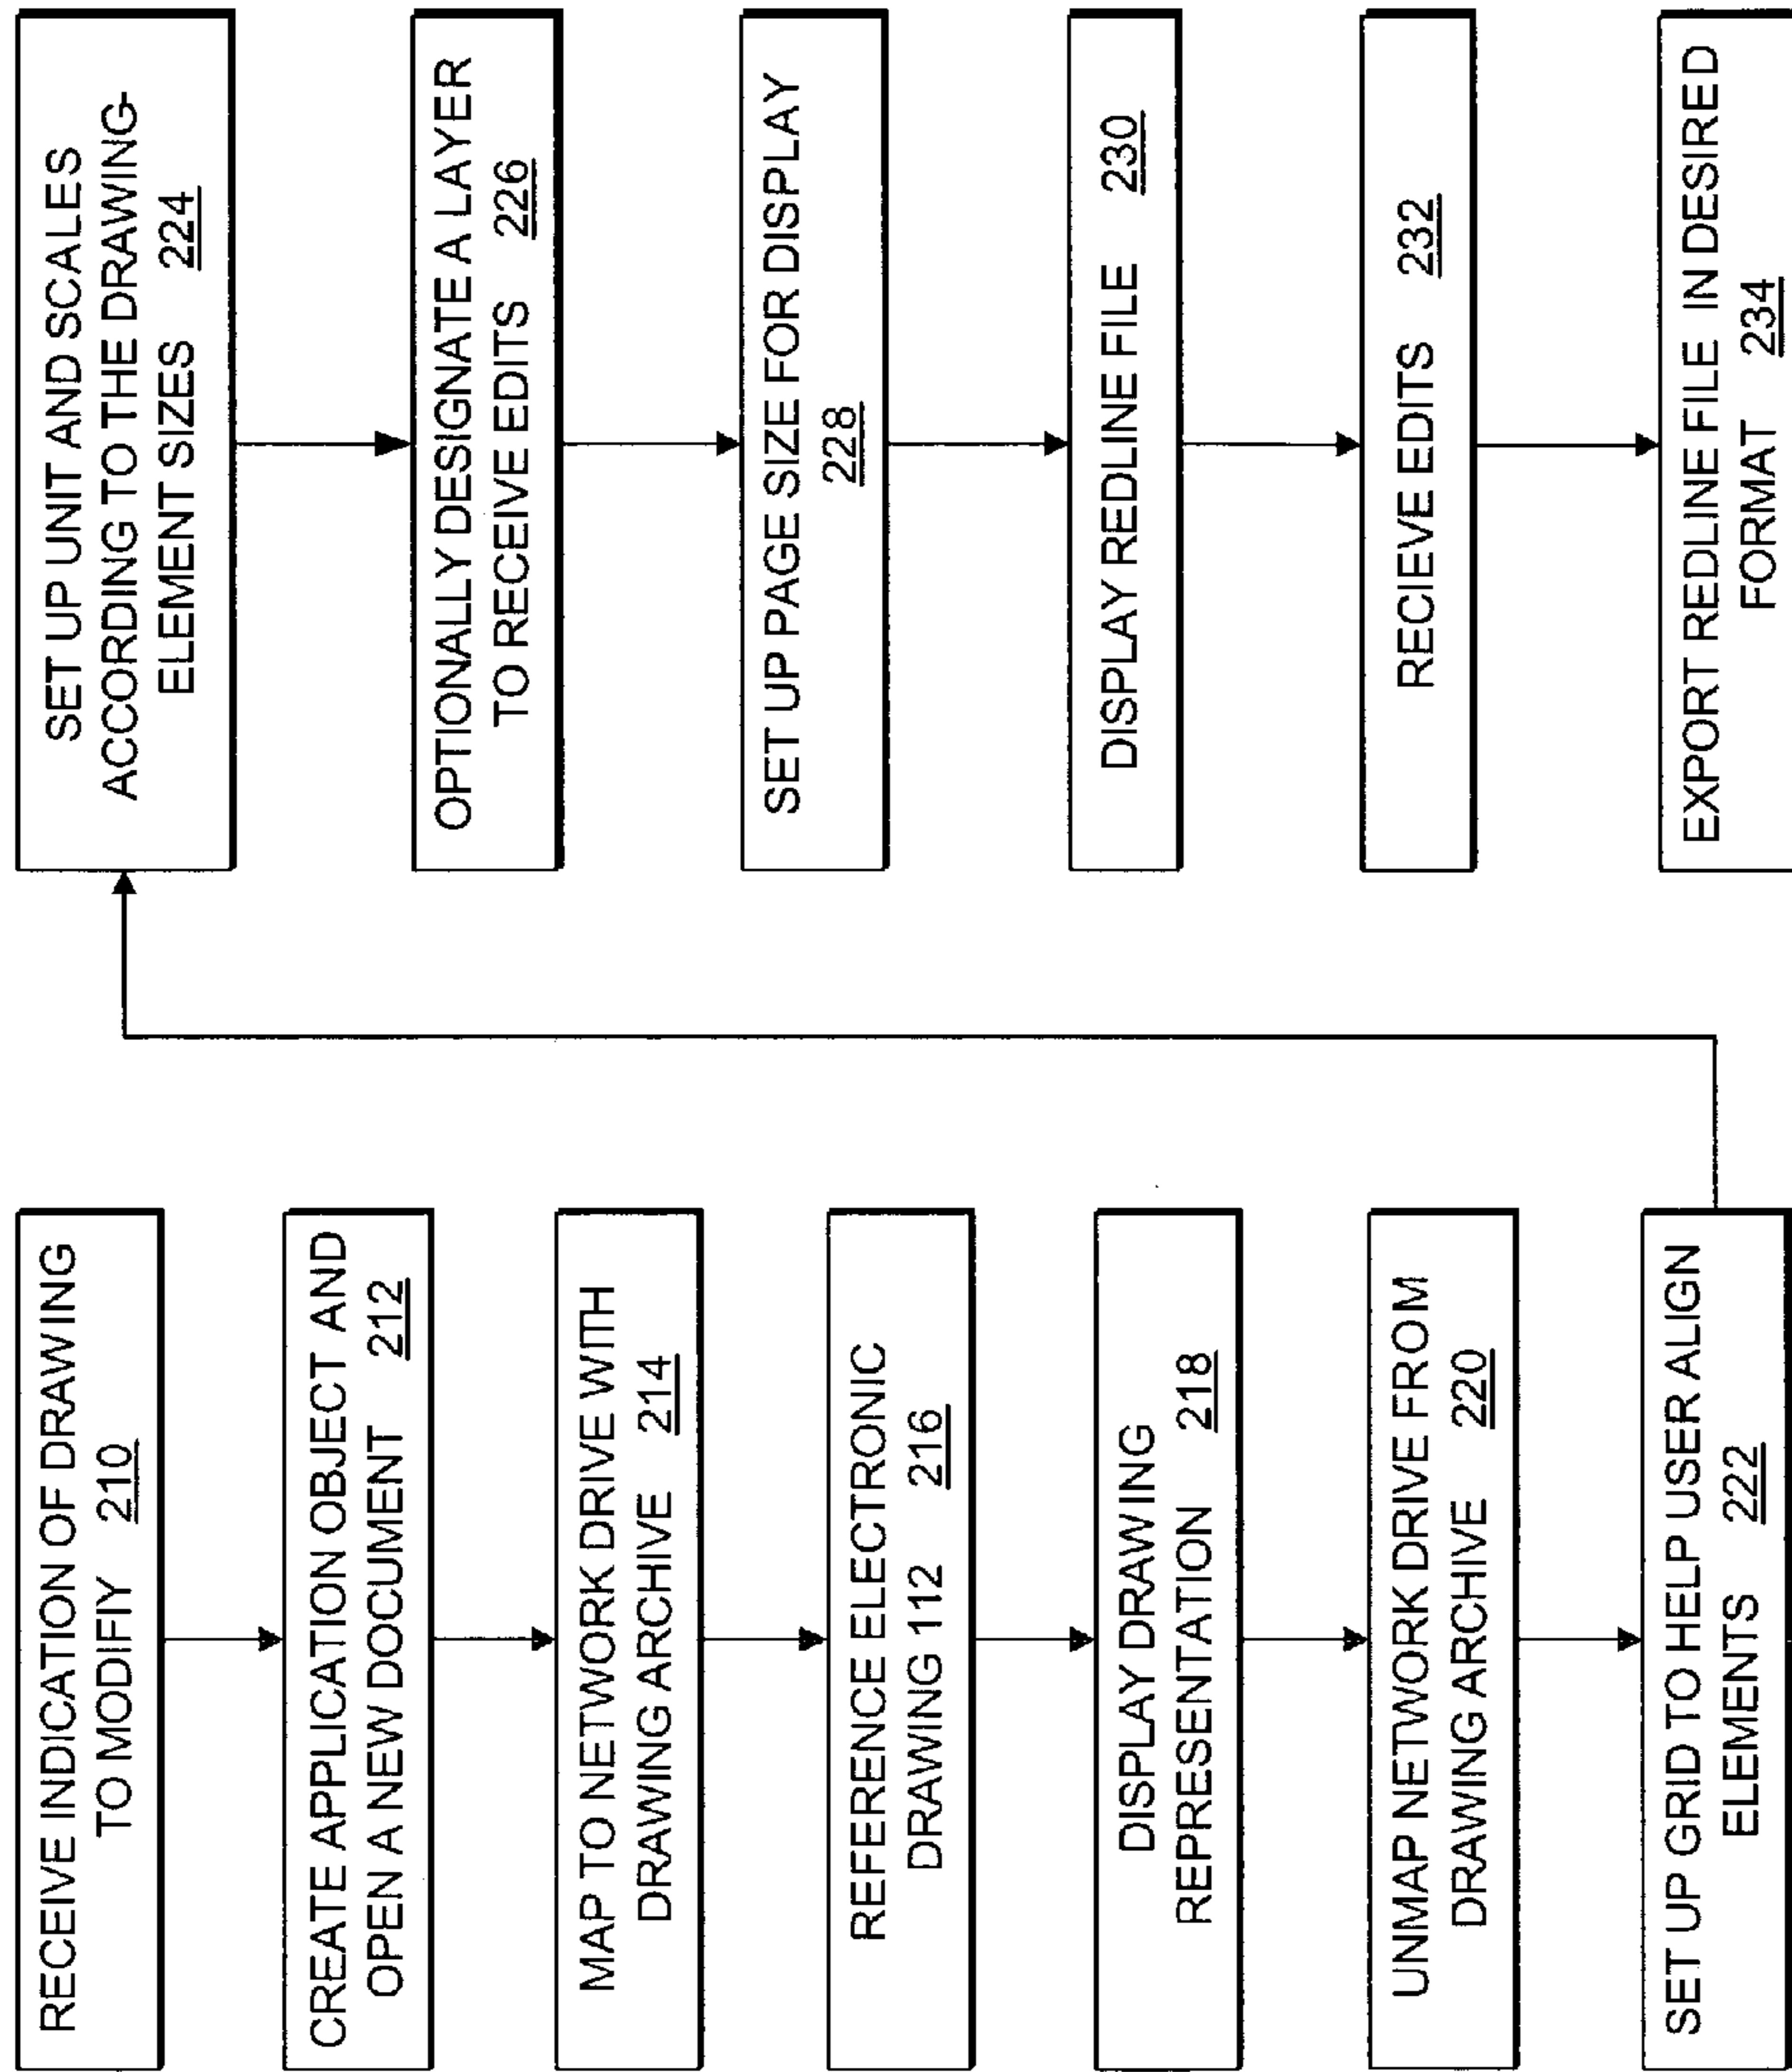 RECEIVE INDICATION OF DRAWING
TO MODIFIY 210
CREATE APPLICATION OBJECT AND
OPEN A NEW DOCUMENT 212
MAP TO NETWORK DRIVE WITH
DRAWING ARCHIVE 214
REFERENCE ELECTRONIC
DRAWING 112 216
DISPLAY DRAWING
REPRESENTATION 218
UNMAP NETWORK DRIVE FROM
DRAWING ARCHIVE 220
SET UP GRID TO HELP USER ALIGN
ELEMENTS 222
SET UP UNIT AND SCALES
ACCORDING TO THE DRAWING-
ELEMENT SIZES 224
OPTIONALLY DESIGNATE A LAYER
TO RECEIVE EDITS 226
SET UP PAGE SIZE FOR DISPLAY
228
DISPLAY REDLINE FILE 230
RECIEVE EDITS 232
EXPORT REDLINE FILE IN DESIRED
FORMAT 234